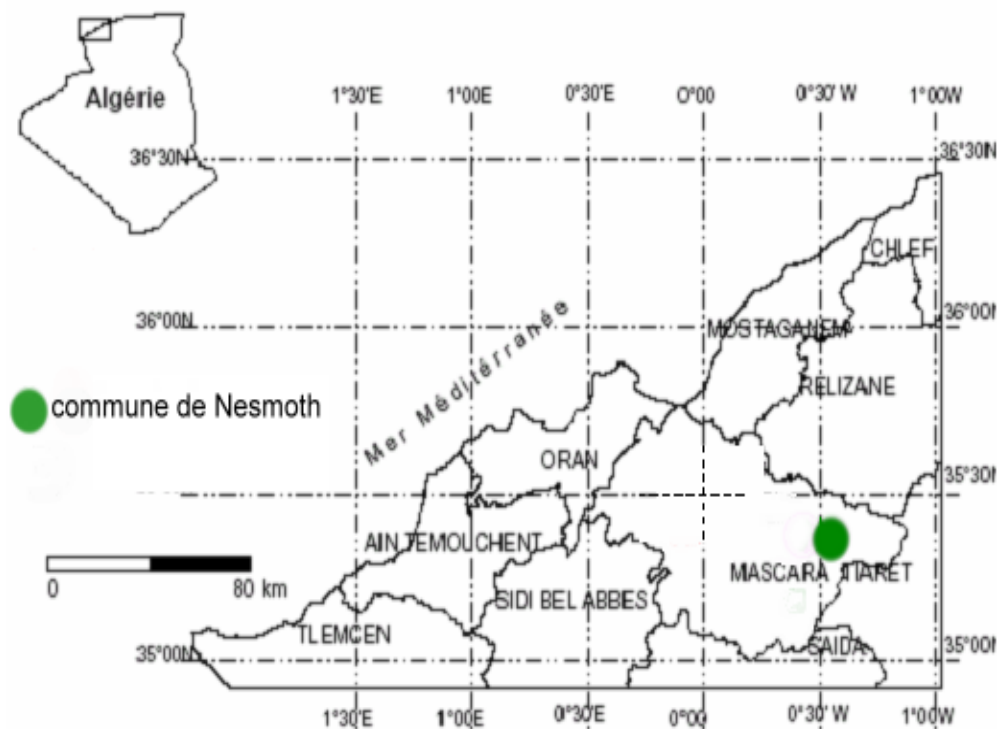 Algérie
1°30'E 1°00'E 0°30'E O°00 0°30'W 1°00W
36°30N 36°30N
CHLEF
36°00N 36°00N
MOSTAGANEM
Mer Méditérranée
RELIZANE
commune de Nesmoth
ORAN
35°30N
AIN TEMOUCHENT
MASCARA TIARET
0 80 km
SIDI BEL ABBES
TLEMCEN
SAIDA
35°00N 35°00N
1°30'E 1°00'E 0°30'E 0°00 0°30'W 1°00W